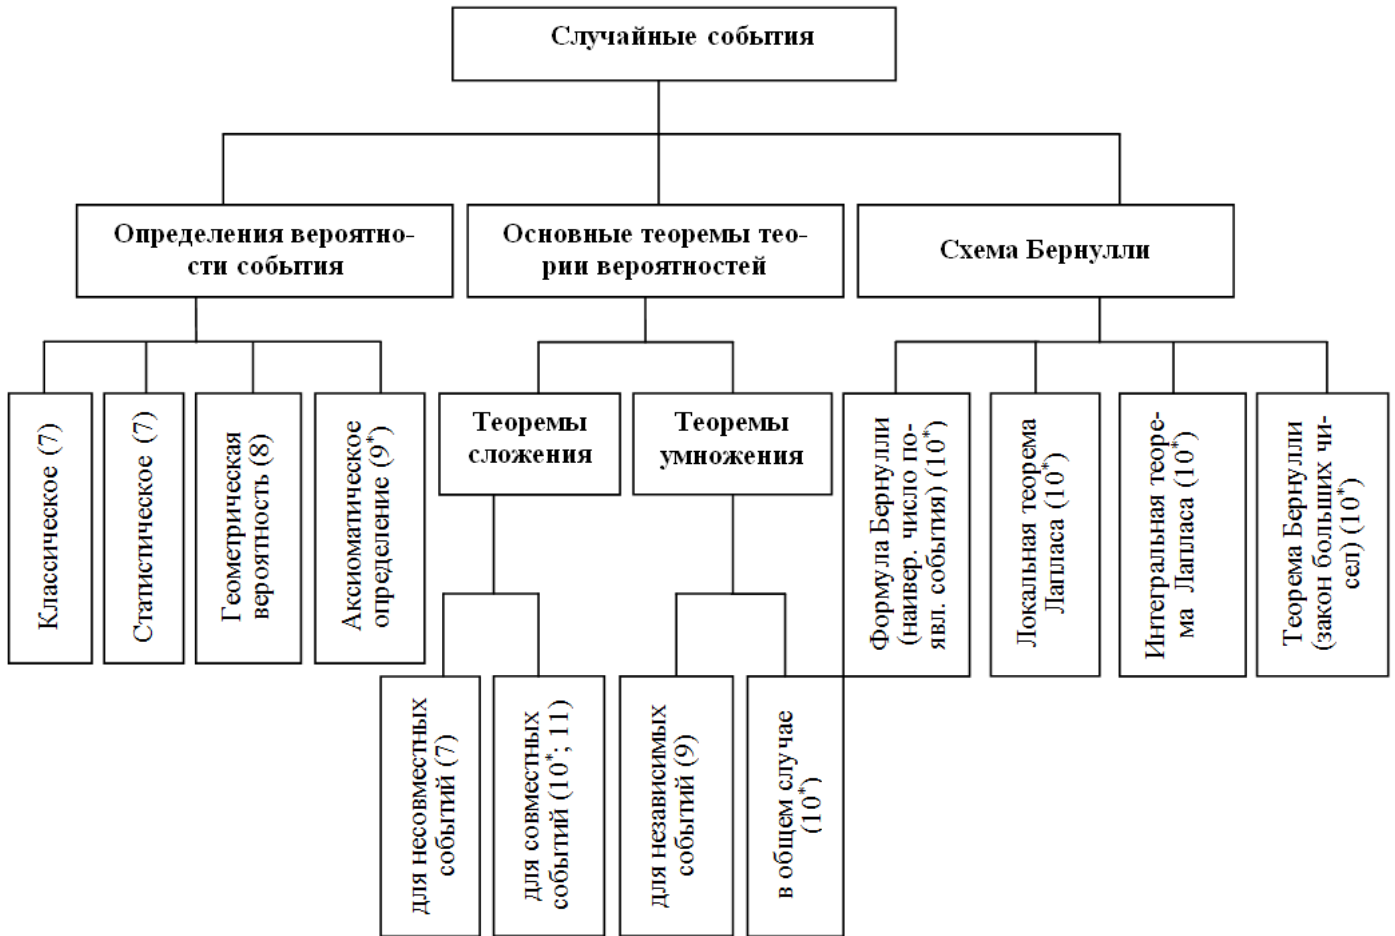 Случайные события
Определения вероятно-
сти события
Основные теоремы тео-
рии вероятностей
Схема Бернулли
Классическое (7)
Статистическое (7)
Геометрическая
вероятность (8)
Аксиоматическое
определение (9*)
Теоремы
сложения
Теоремы
умножения
Формула Бернулли
(наивер. число по-
явл. события) (10*)
Локальная теорема
Лапласа (10*)
Интегральная теоре-
ма Лапласа (10*)
Теорема Бернулли
(закон больших чи-
сел) (10*)
для несовместных
событий (7)
для совместных
событий (10*; 11)
для независимых
событий (9)
в общем случае
(10*)